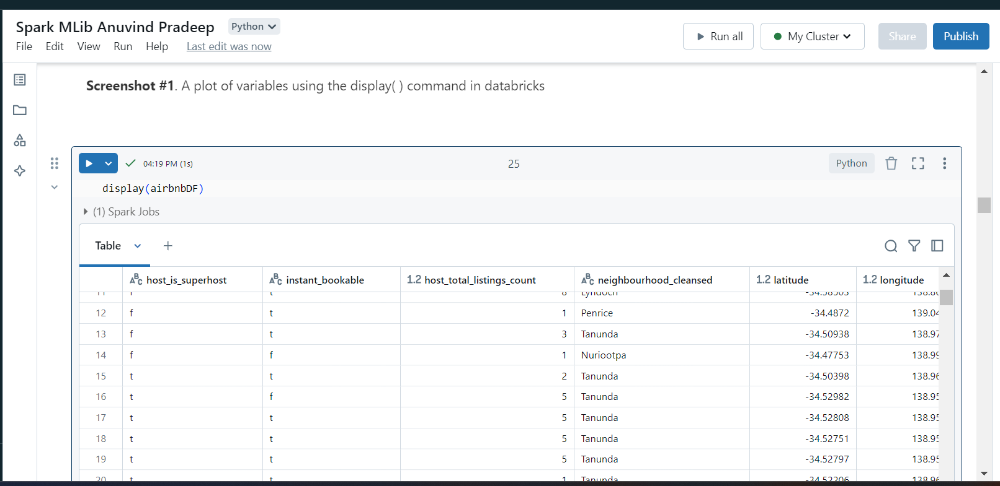 Spark MLib Anuvind Pradeep Python
Run all My Cluster Share Publish
File Edit View Run Help Last edit was now
Screenshot #1. A plot of variables using the display( ) command in databricks
04:19 PM (1s) 25 Python
display(airbnbDF)
(1) Spark Jobs
Table +
host_is_superhost instant_bookable 1.2 host_total_listings_count neighbourhood_cleansed 1.2 latitude 1.2 longitude
11 f t 8 Lyndoch -34.58503 138.86
12 f t 1 Penrice -34.4872 139.04
13 f t 3 Tanunda -34.50938 138.97
14 f f 1 Nuriootpa -34.47753 138.99
15 t t 2 Tanunda -34.50398 138.96
16 t f 5 Tanunda -34.52982 138.95
17 t t 5 Tanunda -34.52808 138.95
18 t t 5 Tanunda -34.52751 138.95
19 t t 5 Tanunda -34.52797 138.95
20 t t 1 Tanunda -34.52206 138.96